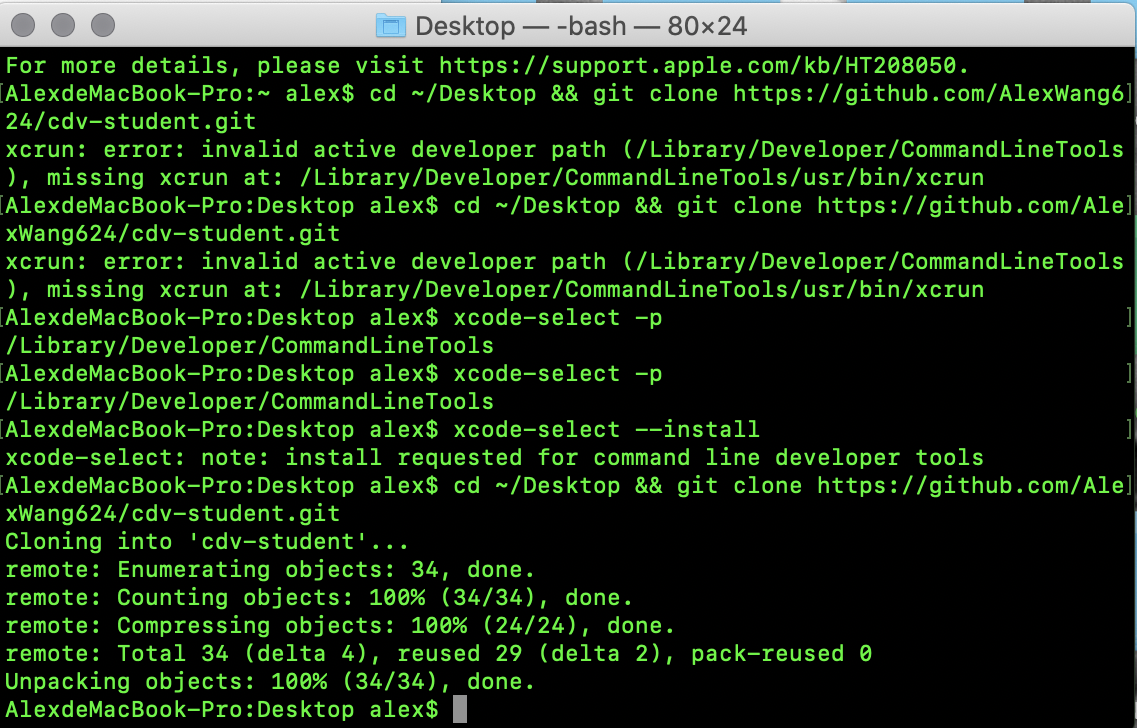 Desktop — -bash — 80×24
For more details, please visit https://support.apple.com/kb/HT208050.
[AlexdeMacBook-Pro:~ alex$ cd ~/Desktop && git clone https://github.com/AlexWang6]
24/cdv-student.git
xcrun: error: invalid active developer path (/Library/Developer/CommandLineTools
), missing xcrun at: /Library/Developer/CommandLineTools/usr/bin/xcrun
[AlexdeMacBook-Pro:Desktop alex$ cd ~/Desktop && git clone https://github.com/Ale]
xWang624/cdv-student.git
xcrun: error: invalid active developer path (/Library/Developer/CommandLineTools
), missing xcrun at: /Library/Developer/CommandLineTools/usr/bin/xcrun
[AlexdeMacBook-Pro:Desktop alex$ xcode-select -p ]
/Library/Developer/CommandLineTools
[AlexdeMacBook-Pro:Desktop alex$ xcode-select -p ]
/Library/Developer/CommandLineTools
[AlexdeMacBook-Pro:Desktop alex$ xcode-select --install ]
xcode-select: note: install requested for command line developer tools
[AlexdeMacBook-Pro:Desktop alex$ cd ~/Desktop && git clone https://github.com/Ale]
xWang624/cdv-student.git
Cloning into 'cdv-student'...
remote: Enumerating objects: 34, done.
remote: Counting objects: 100% (34/34), done.
remote: Compressing objects: 100% (24/24), done.
remote: Total 34 (delta 4), reused 29 (delta 2), pack-reused 0
Unpacking objects: 100% (34/34), done.
AlexdeMacBook-Pro:Desktop alex$